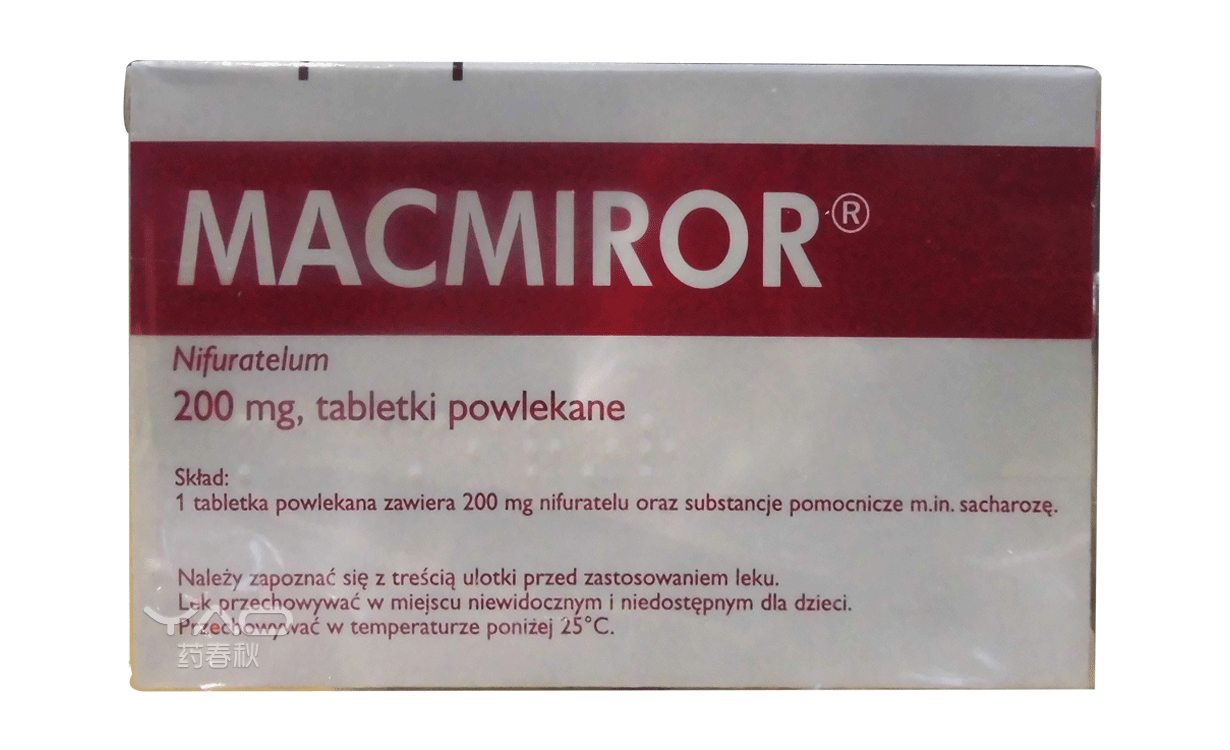 MACMIROR®
Nifuratelum
200 mg, tabletki powlekane
Skład:
1 tabletka powlekana zawiera 200 mg nifuratelu oraz substancje pomocnicze m.in. sacharozę.
Należy zapoznać się z treścią ulotki przed zastosowaniem leku.
Lek przechowywać w miejscu niewidocznym i niedostępnym dla dzieci.
Przechowywać w temperaturze poniżej 25°C.
YAO
药春秋